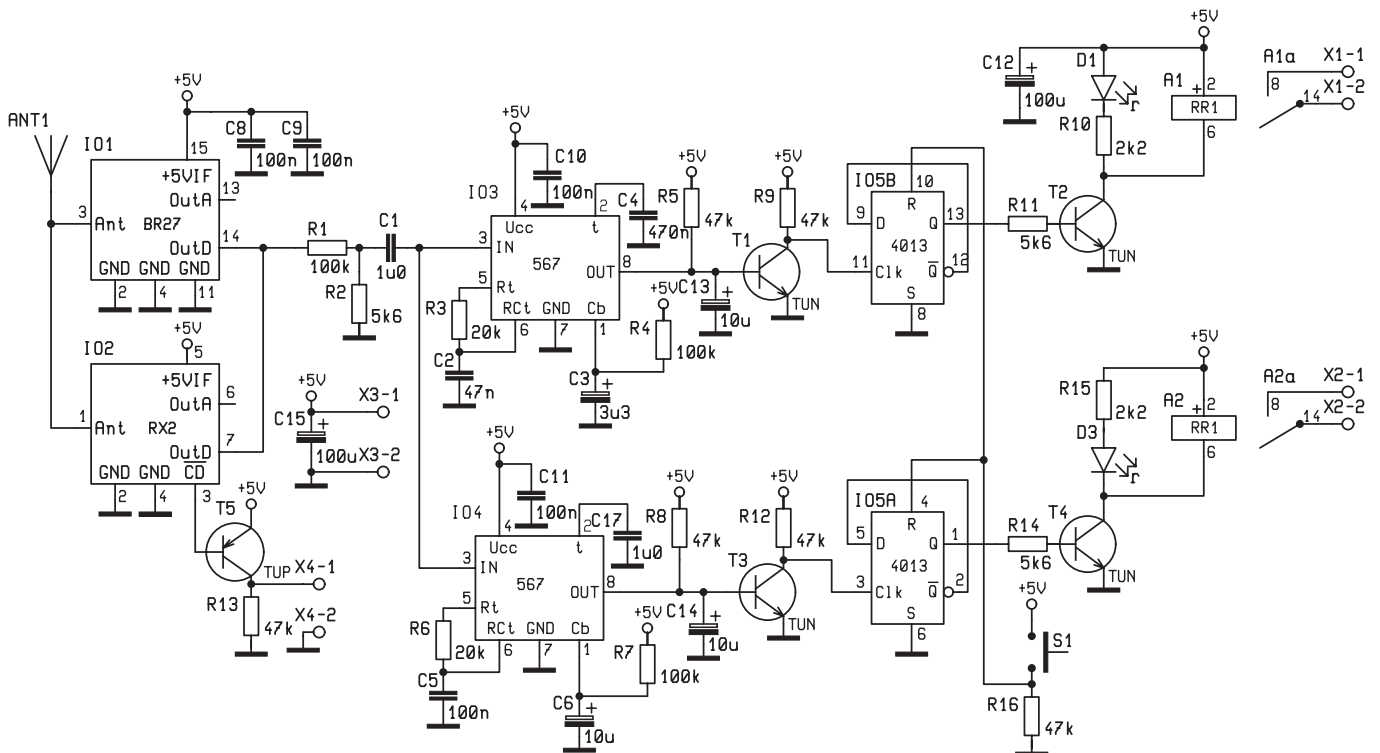 ANT1
IO1
+5V
15
+5VIF
OutA
13
3
Ant
BR27
OutD
14
GND
GND
GND
2
4
11
C8
100n
C9
100n
R1
100k
R2
5k6
C1
1u0
IO2
+5V
5
+5VIF
OutA
6
1
Ant
RX2
OutD
7
GND
GND
CD
2
4
3
T5
+5V
TUP
X4-1
R13
47k
X4-2
+5V
X3-1
C15
+
100u
X3-2
+5V
C10
100n
IO3
4
Ucc
t
2
C4
470n
3
IN
567
OUT
8
5
Rt
RCt
GND
Cb
6
7
1
R3
20k
C2
47n
C3
+
3u3
+5V
R4
100k
+5V
R5
47k
C13
+
10u
T1
TUN
+5V
R9
47k
IO5B
10
R
9
D
Q
13
4013
11
Clk
Q
12
S
8
R11
5k6
T2
TUN
C12
+
100u
D1
r
R10
2k2
+5V
A1
+
2
RR1
6
A1a
8
14
X1-1
X1-2
+5V
C11
100n
IO4
4
Ucc
t
2
C17
1u0
3
IN
567
OUT
8
5
Rt
RCt
GND
Cb
6
7
1
R6
20k
C5
100n
C6
+
10u
+5V
R7
100k
+5V
R8
47k
C14
+
10u
T3
TUN
+5V
R12
47k
IO5A
4
R
5
D
Q
1
4013
3
Clk
Q
2
S
6
R14
5k6
T4
TUN
R15
2k2
D3
r
+5V
A2
+
2
RR1
6
A2a
8
14
X2-1
X2-2
+5V
S1
R16
47k